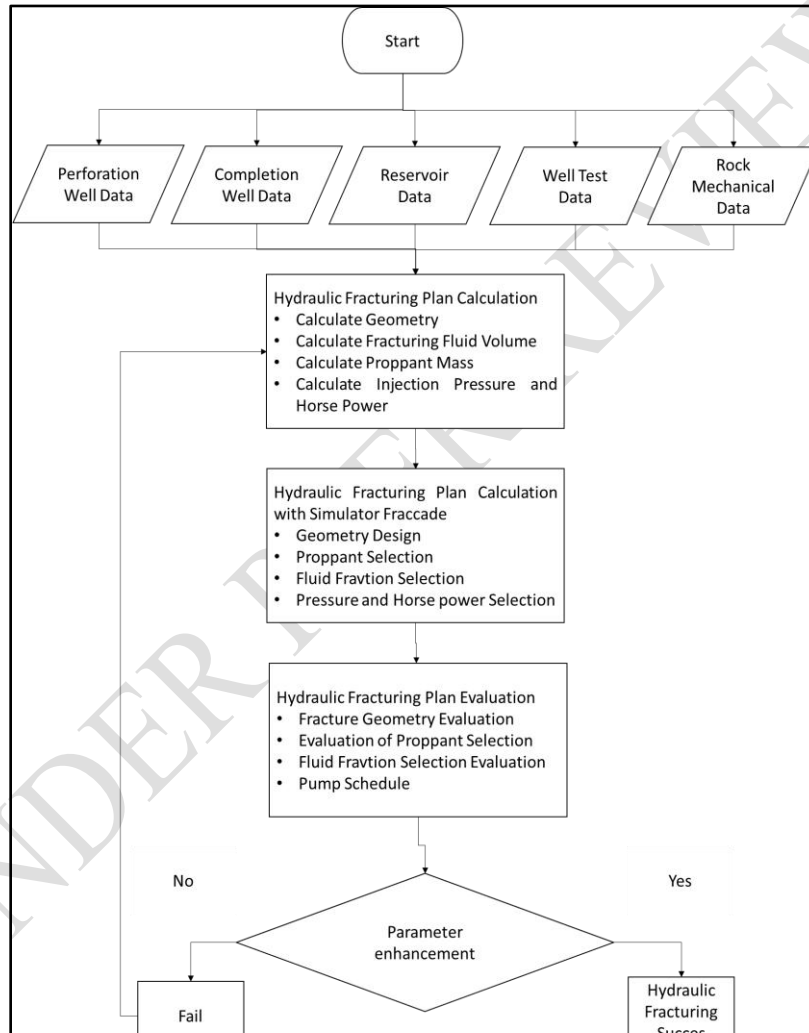 Start
Perforation
Well Data
Completion
Well Data
Reservoir
Data
Well Test
Data
Rock
Mechanical
Data
Hydraulic Fracturing Plan Calculation
• Calculate Geometry
• Calculate Fracturing Fluid Volume
• Calculate Proppant Mass
• Calculate Injection Pressure and
Horse Power
Hydraulic Fracturing Plan Calculation
with Simulator Fraccade
• Geometry Design
• Proppant Selection
• Fluid Fravtion Selection
• Pressure and Horse power Selection
Hydraulic Fracturing Plan Evaluation
• Fracture Geometry Evaluation
• Evaluation of Proppant Selection
• Fluid Fravtion Selection Evaluation
• Pump Schedule
No
Yes
Parameter
enhancement
Fail
Hydraulic
Fracturing
Succes
NDER PEER REVIEW